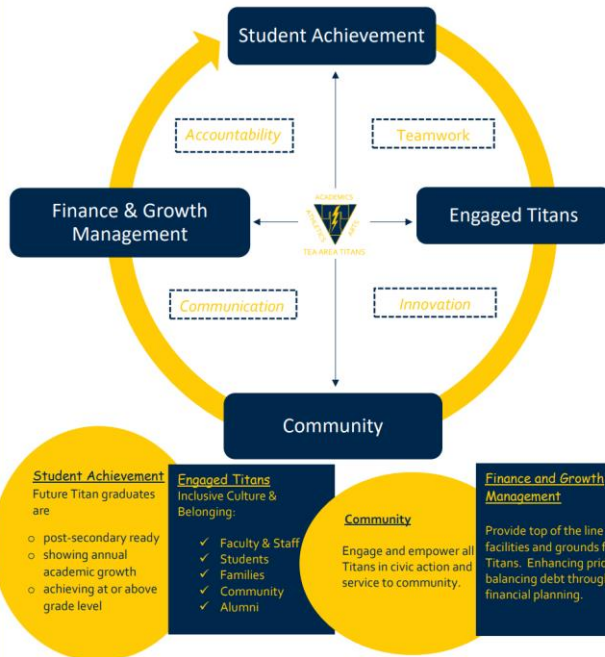 Student Achievement
Accountability
Teamwork
Finance & Growth
Management
ACADEMICS
ATHLETICS
ARTS
TEA AREA TITANS
Engaged Titans
Communication
Innovation
Community
Student Achievement
Future Titan graduates
are
o post-secondary ready
o showing annual
academic growth
o achieving at or above
grade level
Engaged Titans
Inclusive Culture &
Belonging:
✓ Faculty & Staff
✓ Students
✓ Families
✓ Community
✓ Alumni
Community
Engage and empower all
Titans in civic action and
service to community.
Finance and Growth
Management
Provide top of the line
facilities and grounds
Titans. Enhancing
balancing debt through
financial planning.